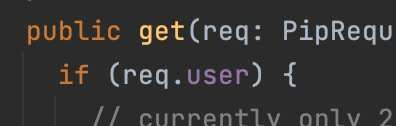 public get(req: PipRequ
if (req.user) {
// currently only 2